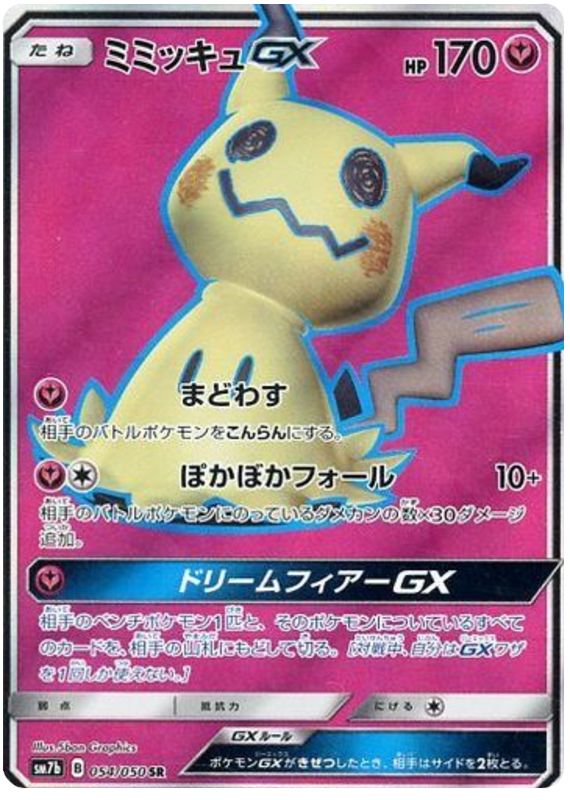 たね ミミッキュGX HP 170
まどわす
相手のバトルポケモンをこんらんにする。
ぽかぼかフォール 10+
相手のバトルポケモンにのっているダメカンの数×30ダメージ
追加。
ドリームフィアーGX
相手のベンチポケモン1匹と、そのポケモンについているすべて
のカードを、相手の山札にもどして切る。[対戦中、自分はGXワザ
を1回しか使えない。]
弱点 抵抗力 にげる
Illus. 5ban Graphics
GXルール
SM7b B 054/050 SR
ポケモンGXがきぜつしたとき、相手はサイドを2枚とる。